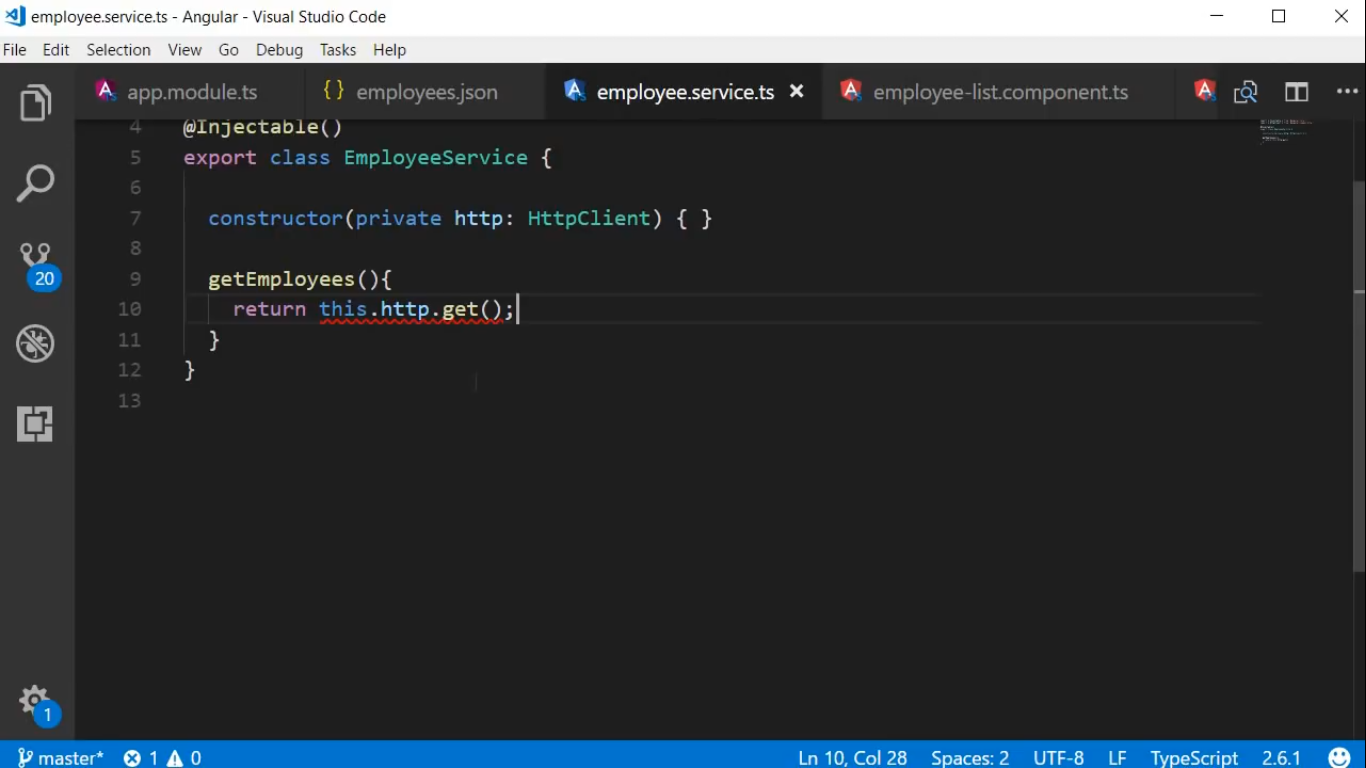 employee.service.ts - Angular - Visual Studio Code
File Edit Selection View Go Debug Tasks Help
app.module.ts { } employees.json employee.service.ts employee-list.component.ts
4 @Injectable()
5 export class EmployeeService {
6
7 constructor(private http: HttpClient) { }
8
9 getEmployees(){
10 return this.http.get();
11 }
12 }
13
20
1
master* 1 0 Ln 10, Col 28 Spaces: 2 UTF-8 LF TypeScript 2.6.1